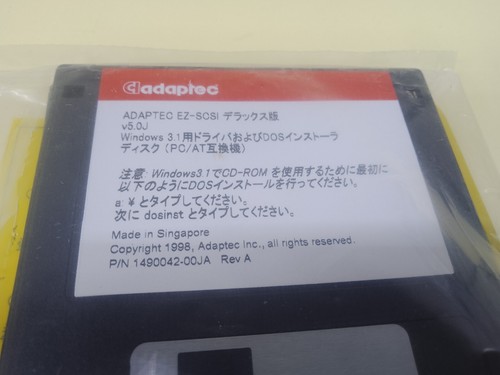 adaptec
ADAPTEC EZ-SCSI デラックス版
v5.0J
Windows 3.1用ドライバおよびDOSインストーラ
ディスク (PC/AT互換機)
注意: Windows3.1でCD-ROM を使用するために最初に
以下のようにDOSインストールを行ってください。
a: ¥ とタイプしてください。
次に dosinst とタイプしてください。
Made in Singapore
Copyright 1998, Adaptec Inc., all rights reserved.
P/N 1490042-00JA Rev A